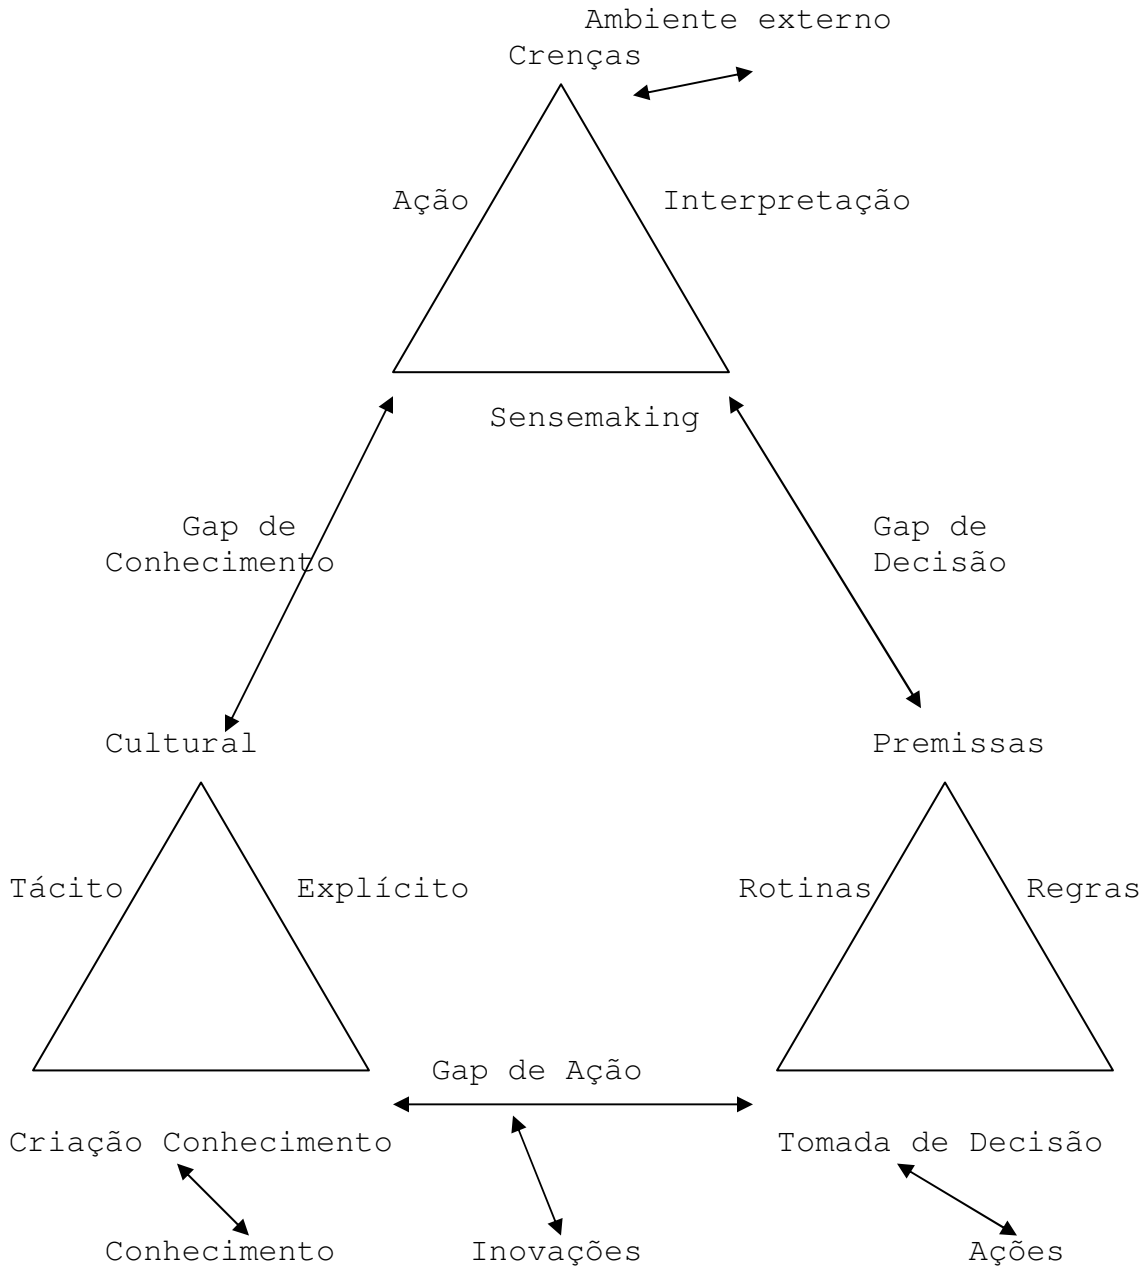 Ambiente externo
Crenças
Ação
Interpretação
Sensemaking
Gap de
Conhecimento
Gap de
Decisão
Cultural
Premissas
Tácito
Explícito
Rotinas
Regras
Gap de Ação
Criação Conhecimento
Tomada de Decisão
Conhecimento
Inovações
Ações